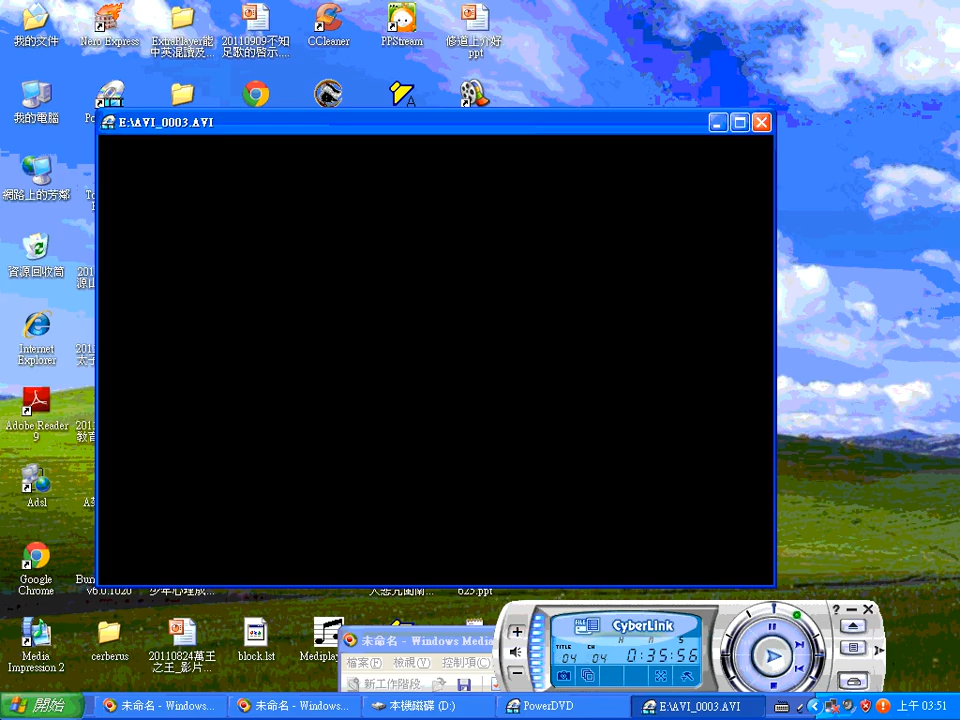 我的文件
Nero Express
ExtraPlayer能
中英混讀及...
20110909不知
足歌的啓示....
CCleaner
PPStream
修道上介好
ppt
我的電腦
E:\AVI_0003.AVI
網路上的芳鄰
資源回收筒
Internet
Explorer
Adobe Reader
9
Adsl
Google
Chrome
v6.0.1020
623.ppt
Media
Impression 2
cerberus
20110824萬王
之王_影片...
block.lst
未命名 - Windows Media
檔案(F)
檢視(V)
控制項(C)
新工作階段
CyberLink
TITLE
CH
H
M
S
04
04
0:35:56
開始
未命名 - Windows...
未命名 - Windows...
本機磁碟 (D:)
PowerDVD
E:\AVI_0003.AVI
上午 03:51